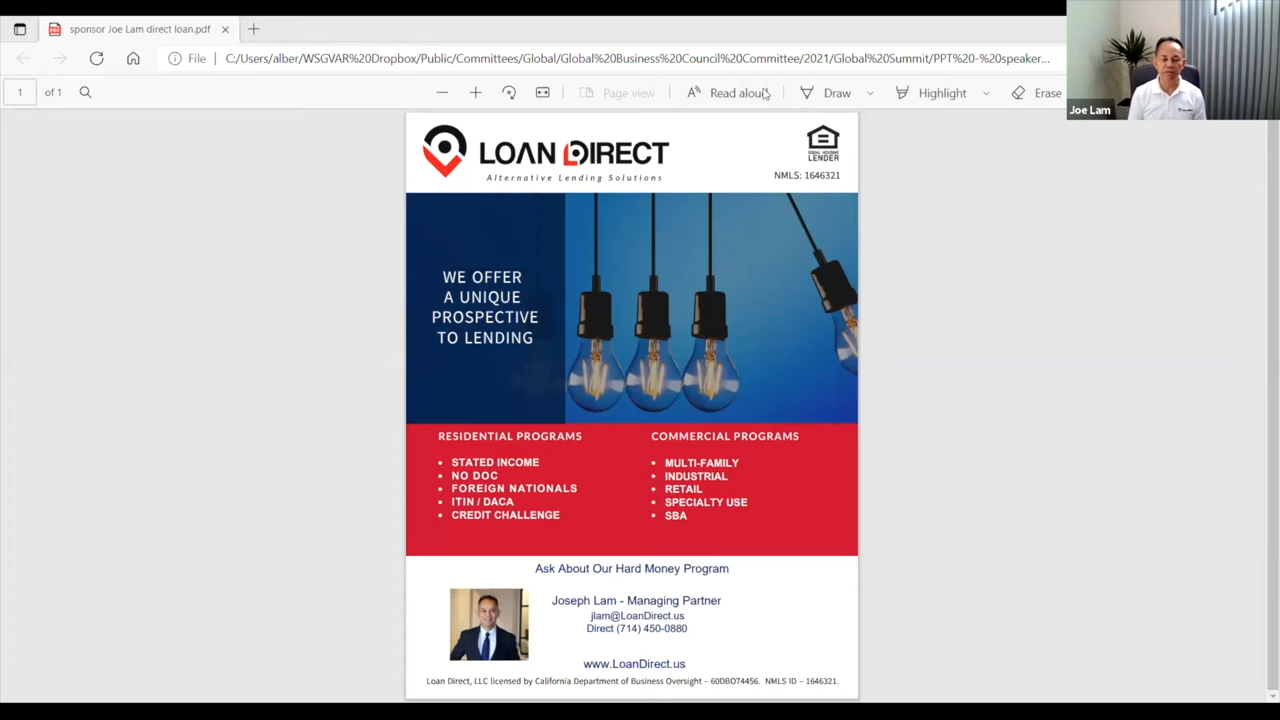 sponsor Joe Lam direct loan.pdf
File C:/Users/alber/WSGVAR%20Dropbox/Public/Committees/Global/Global%20Business%20Council%20Committee/2021/Global%20Summit/PPT%20-%20speaker...
1 of 1 Page view Read aloud Draw Highlight Erase
Joe Lam
LOAN DIRECT
Alternative Lending Solutions
EQUAL HOUSING
LENDER
NMLS: 1646321
WE OFFER
A UNIQUE
PROSPECTIVE
TO LENDING
RESIDENTIAL PROGRAMS
• STATED INCOME
• NO DOC
• FOREIGN NATIONALS
• ITIN / DACA
• CREDIT CHALLENGE
COMMERCIAL PROGRAMS
• MULTI-FAMILY
• INDUSTRIAL
• RETAIL
• SPECIALTY USE
• SBA
Ask About Our Hard Money Program
Joseph Lam - Managing Partner
jlam@LoanDirect.us
Direct (714) 450-0880
www.LoanDirect.us
Loan Direct, LLC licensed by California Department of Business Oversight – 60DBO74456. NMLS ID – 1646321.